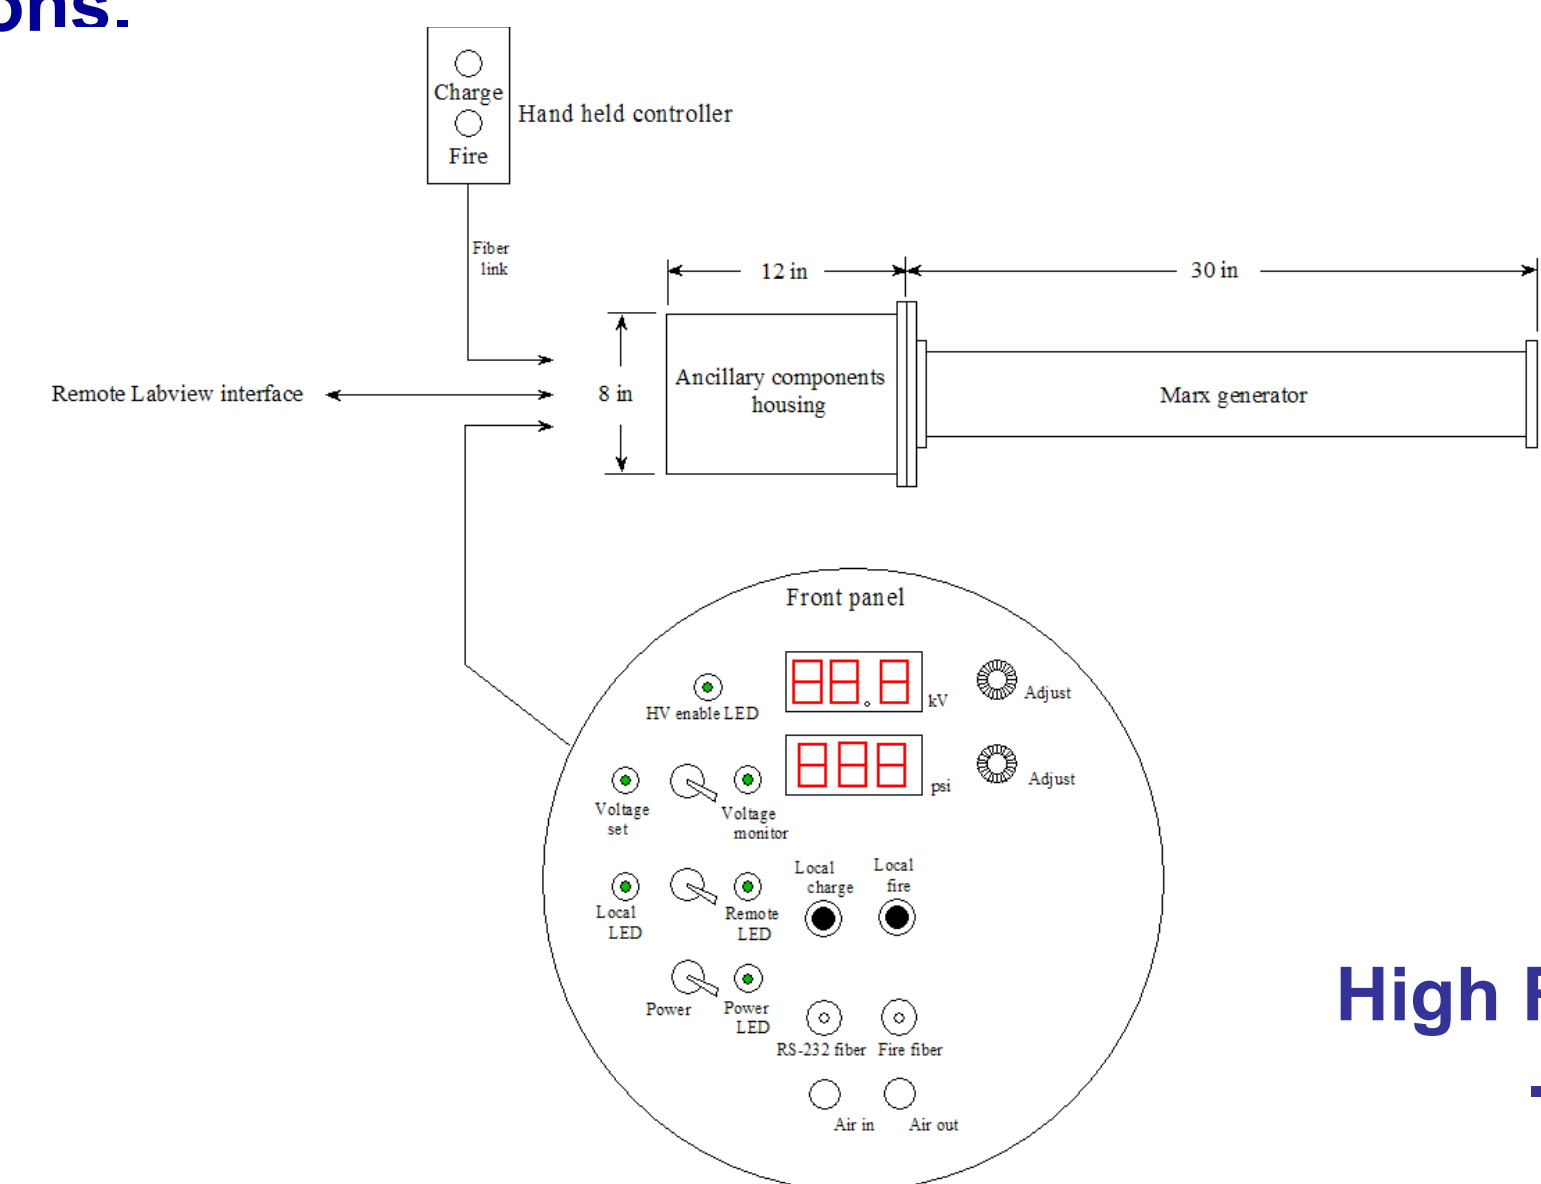 ons.
Charge
Fire
Hand held controller
Fiber
link
12 in
30 in
8 in
Ancillary components
housing
Marx generator
Remote Labview interface
Front panel
HV enable LED
kV
Adjust
psi
Adjust
Voltage
set
Voltage
monitor
Local
LED
Remote
LED
Local
charge
Local
fire
Power
Power
LED
RS-232 fiber
Fire fiber
Air in
Air out
High